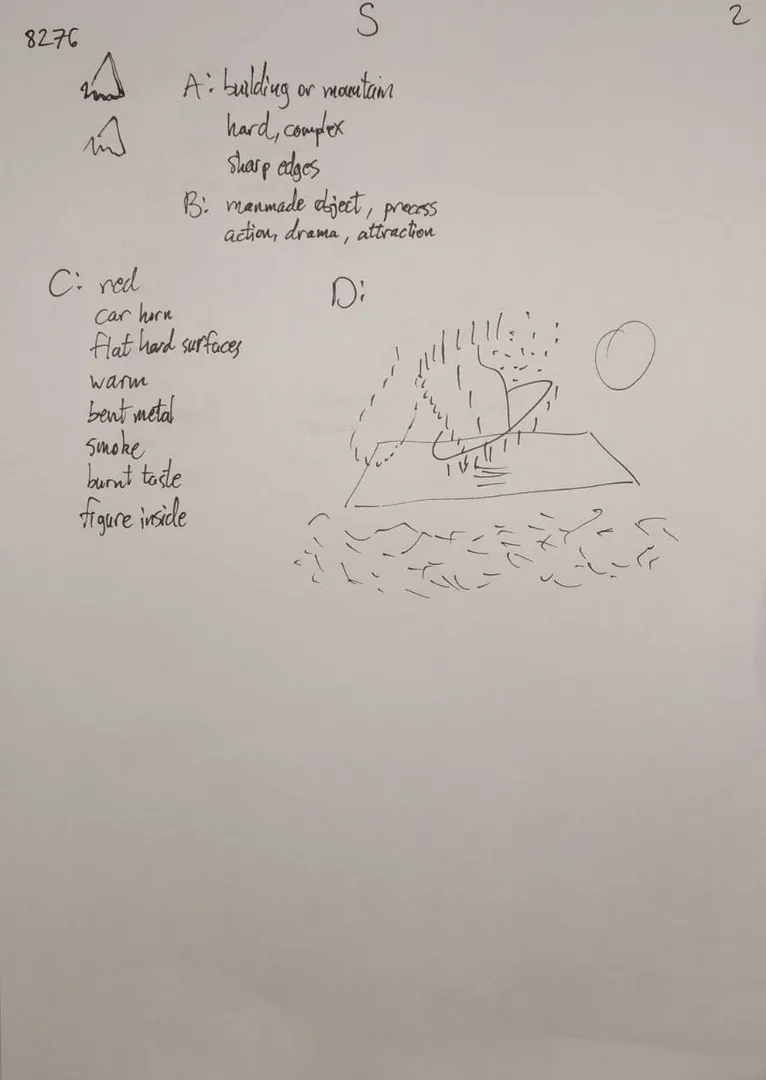 S
2
8276
A: building or mountain
hard, complex
sharp edges
B: manmade object, process
action, drama, attraction
C: red
car horn
flat hard surfaces
warm
bent metal
smoke
burnt taste
figure inside
D: